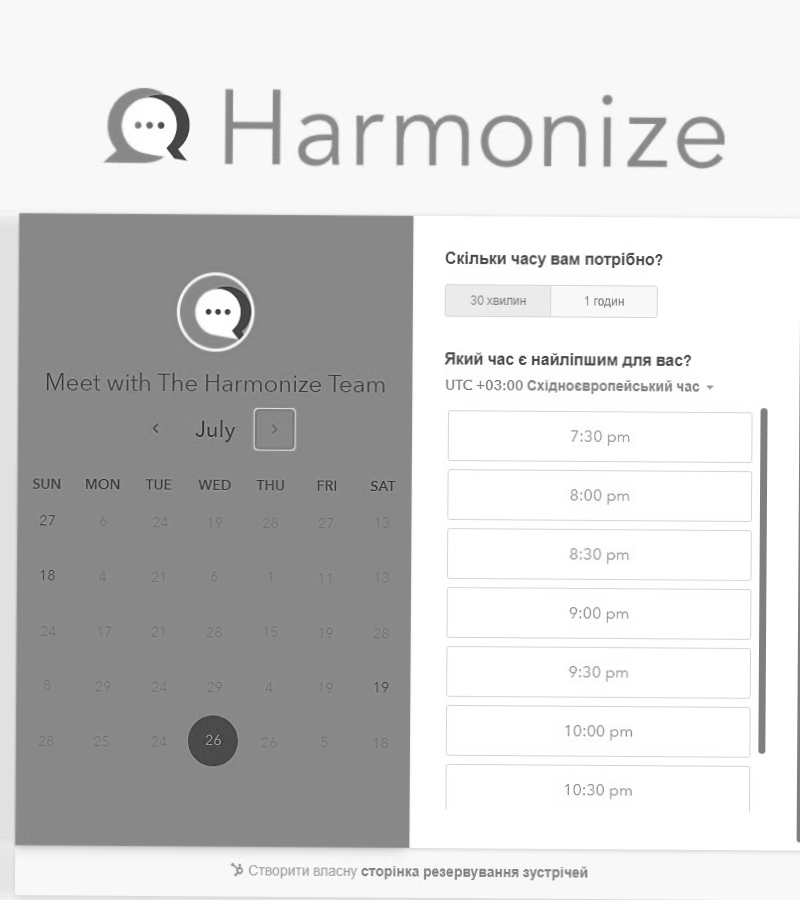 Harmonize
Meet with The Harmonize Team
July
SUN MON TUE WED THU FRI SAT
27 6 24 19 28 27 13
18 4 21 6 1 11 13
24 17 21 28 15 19 28
8 29 24 29 4 19 19
28 25 24 26 26 5 18
Скільки часу вам потрібно?
30 хвилин 1 годин
Який час є найліпшим для вас?
UTC +03:00 Східноєвропейський час
7:30 pm
8:00 pm
8:30 pm
9:00 pm
9:30 pm
10:00 pm
10:30 pm
Створити власну сторінка резервування зустрічей